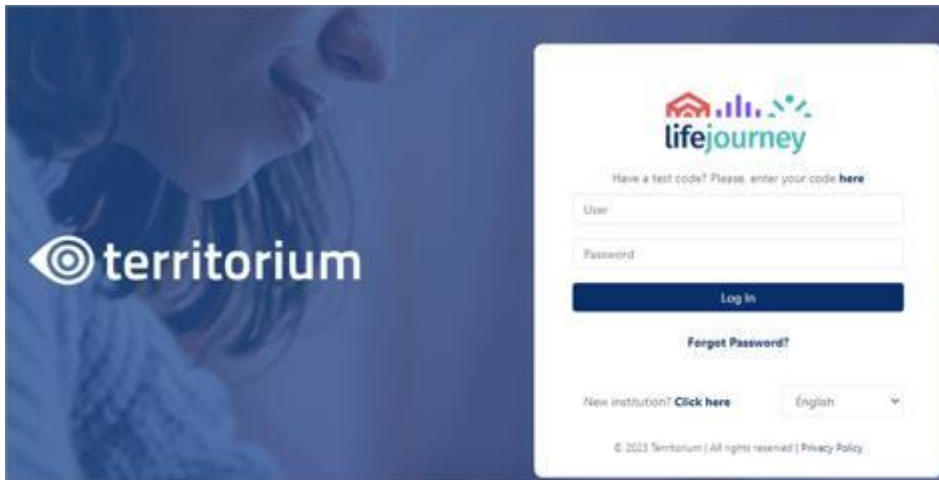 territorium
lifejourney
Have a test code? Please, enter your code here
User
Password
Log In
Forgot Password?
New institution? Click here
English
© 2023 Territorium | All rights reserved | Privacy Policy